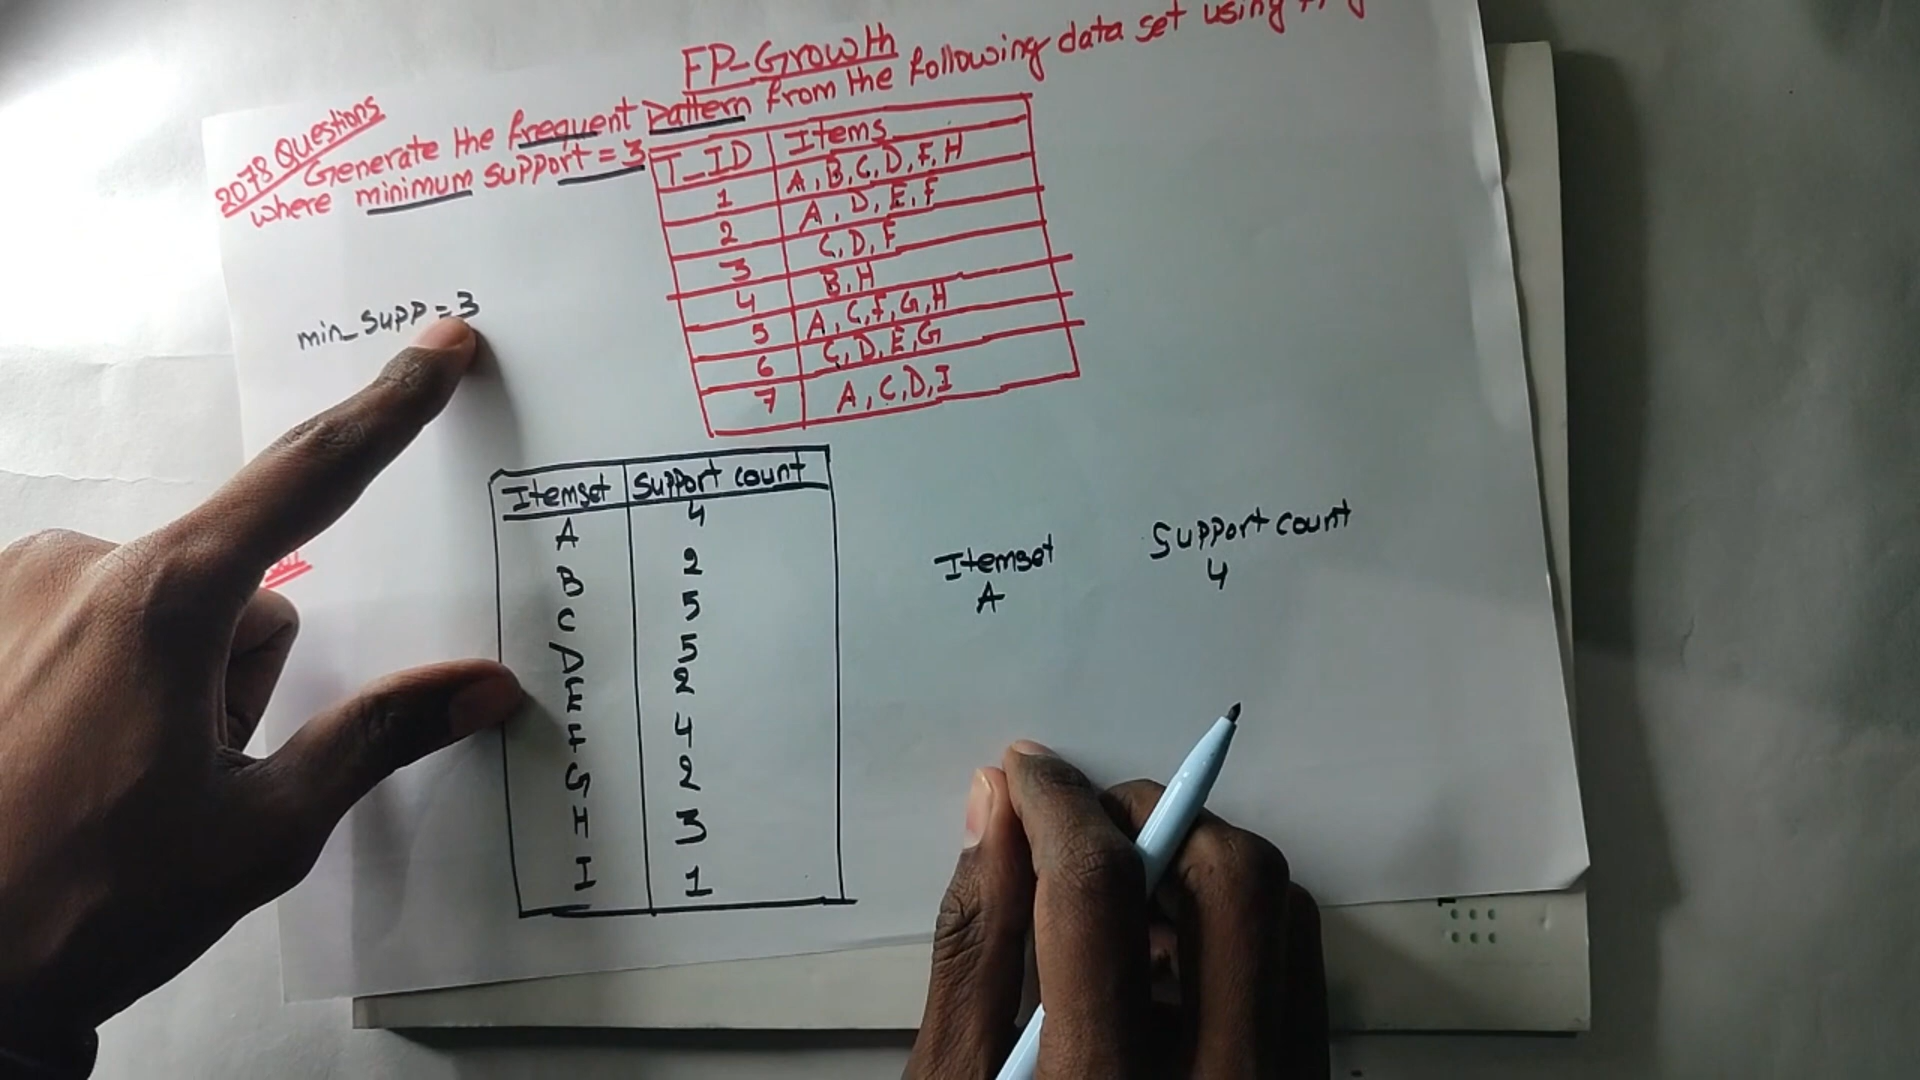 FP-Growth
2078 Questions
Generate the frequent pattern from the following data set using
where minimum support = 3
T_ID Items
1 A, B, C, D, F, H
2 A, D, E, F
3 C, D, F
4 B, H
5 A, C, F, G, H
6 C, D, E, G
7 A, C, D, I
min_supp = 3
Itemset Support count
A 4
B 2
C 5
D 5
E 2
F 4
G 2
H 3
I 1
Itemset Support count
A 4